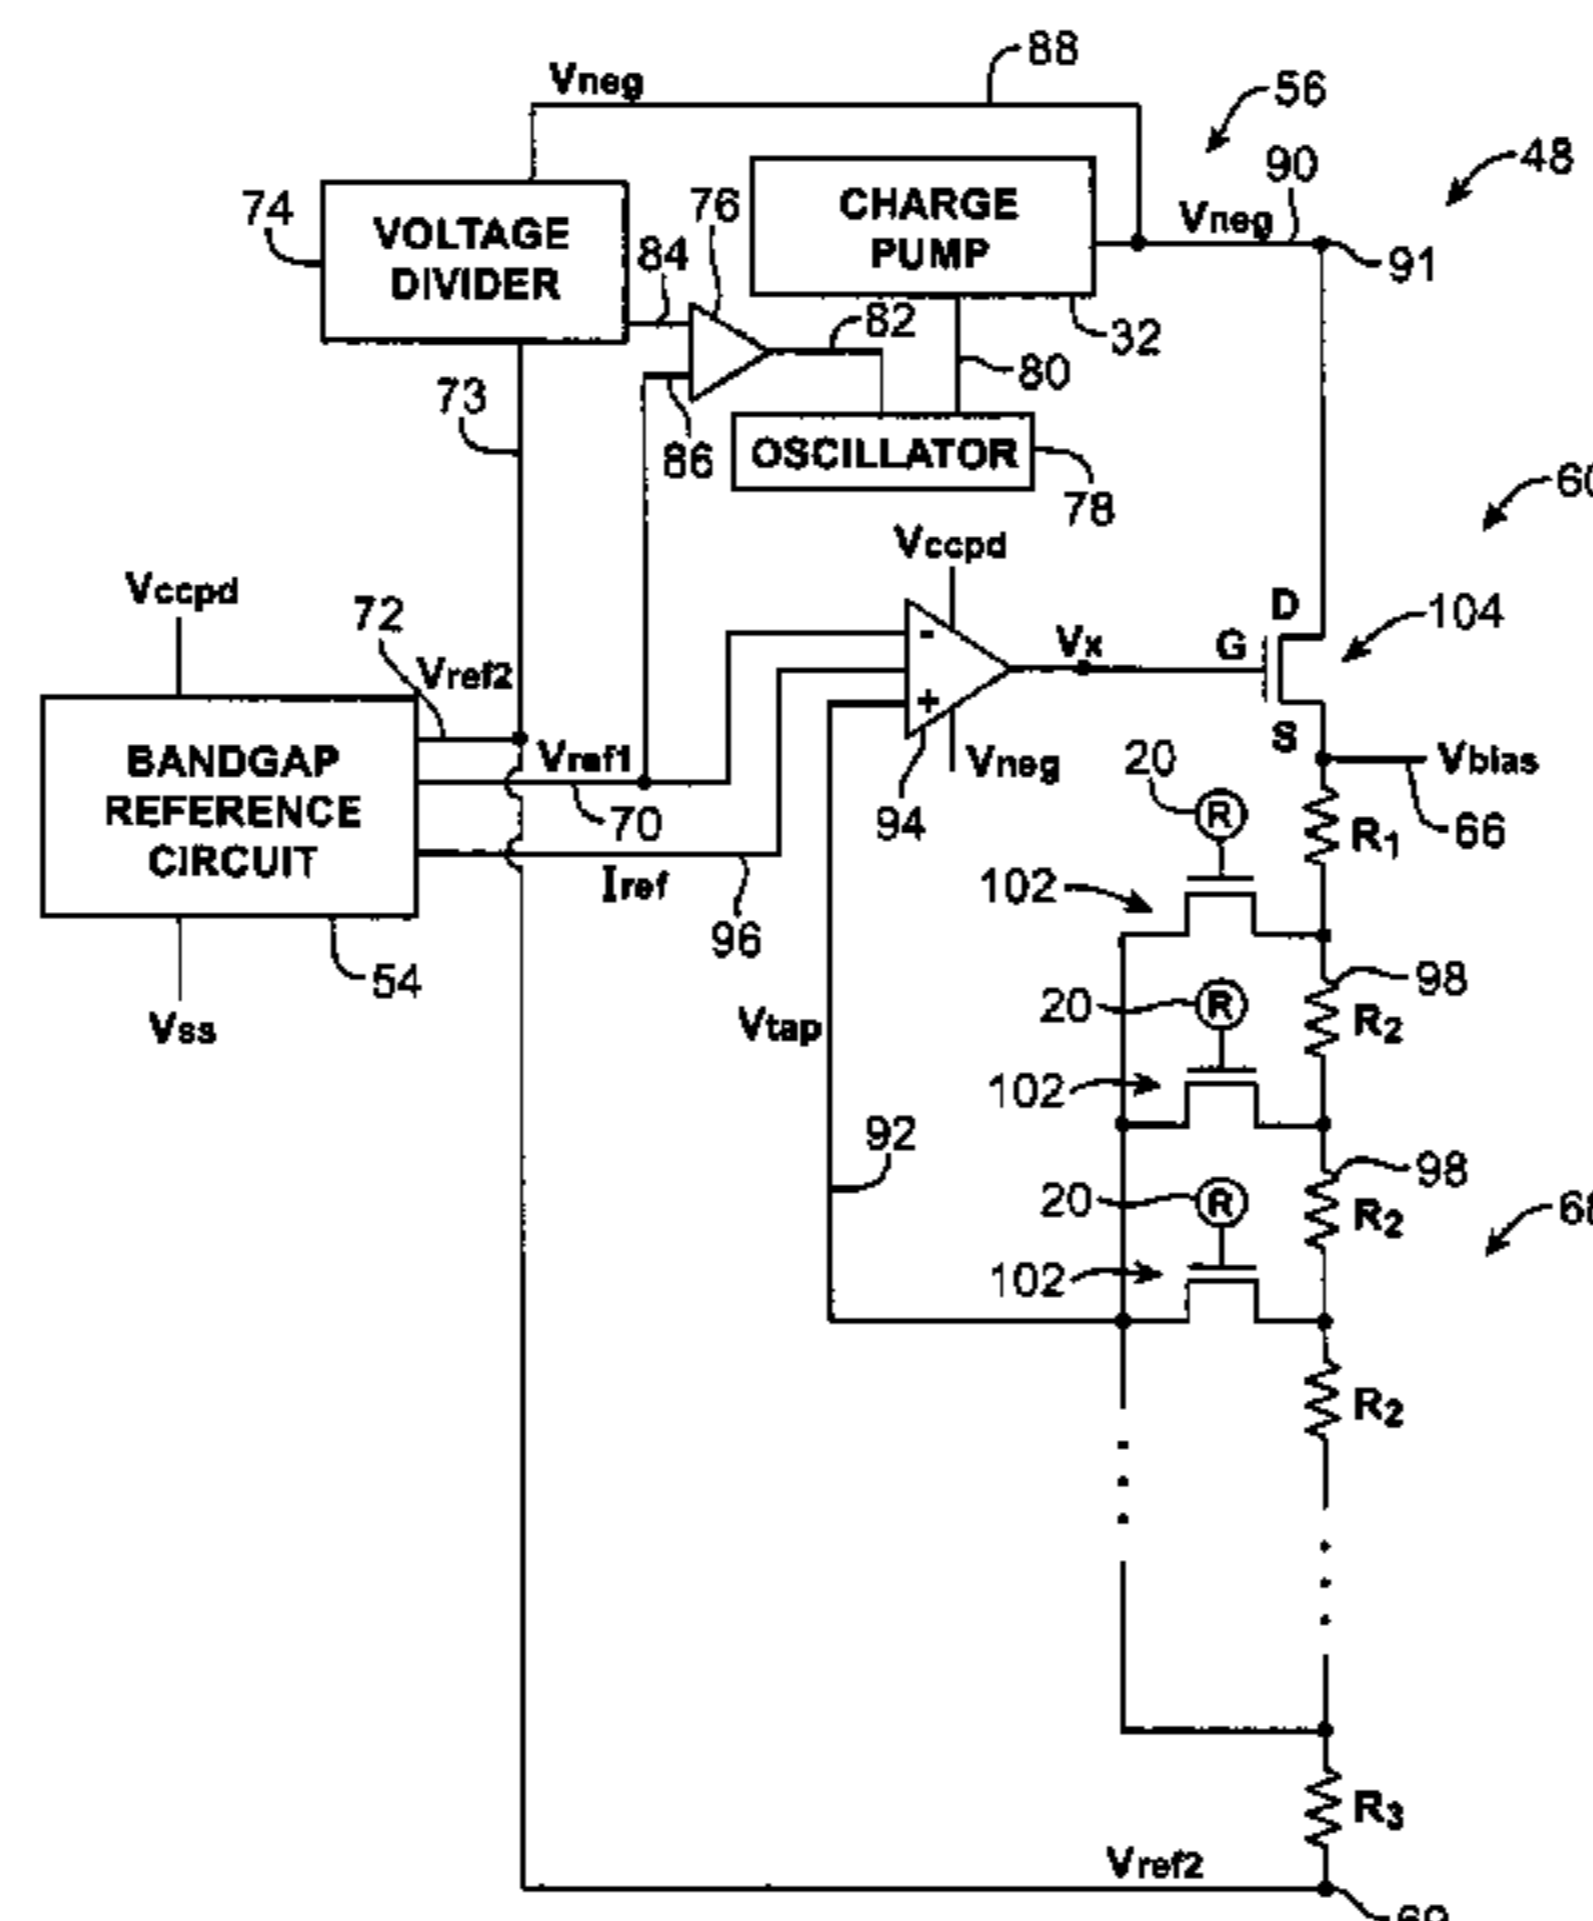 88
Vneg
56
48
90
CHARGE
PUMP
Vneg
91
74
VOLTAGE
DIVIDER
76
84
82
32
80
73
86
OSCILLATOR
78
Vccpd
Vccpd
72
Vref2
D
104
G
Vx
-
+
S
Vneg
94
Vbias
66
BANDGAP
REFERENCE
CIRCUIT
Vref1
70
20
R
R1
102
Iref
96
54
Vss
98
20
R
R2
Vtap
102
92
98
20
R
R2
102
R2
R3
Vref2